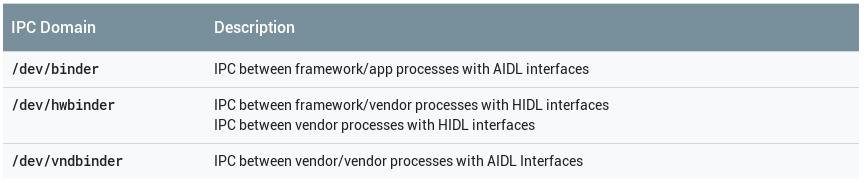 IPC Domain Description
/dev/binder IPC between framework/app processes with AIDL interfaces
/dev/hwbinder IPC between framework/vendor processes with HIDL interfaces
IPC between vendor processes with HIDL interfaces
/dev/vndbinder IPC between vendor/vendor processes with AIDL Interfaces